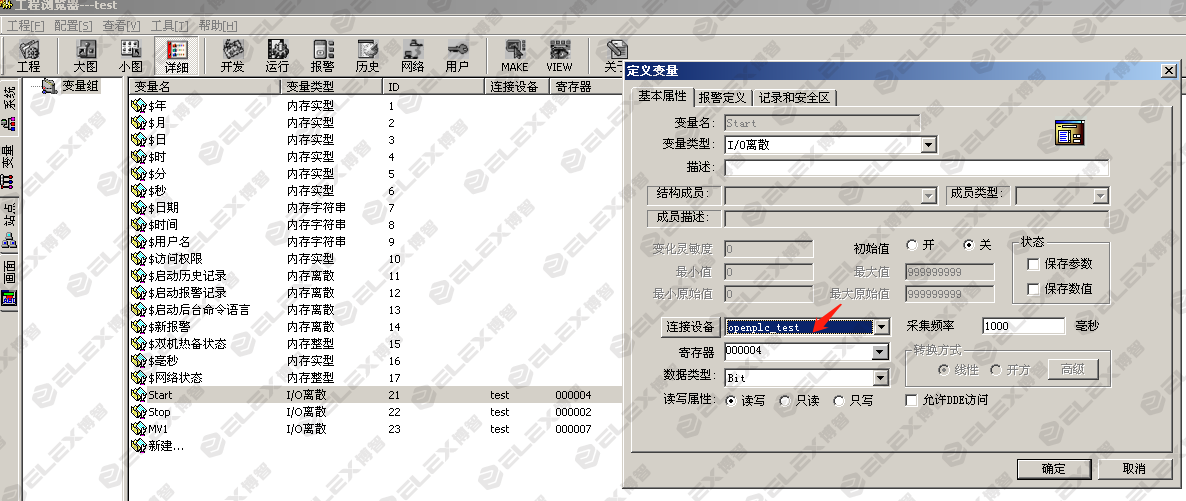 工程浏览器---test
工程[F] 配置[S] 查看[V] 工具[T] 帮助[H]
工程 大图 小图 详细 开发 运行 报警 历史 网络 用户 MAKE VIEW 关于
系统
变量
站点
画面
变量组
变量名 变量类型 ID 连接设备 寄存器
$年 内存实型 1
$月 内存实型 2
$日 内存实型 3
$时 内存实型 4
$分 内存实型 5
$秒 内存实型 6
$日期 内存字符串 7
$时间 内存字符串 8
$用户名 内存字符串 9
$访问权限 内存实型 10
$启动历史记录 内存离散 11
$启动报警记录 内存离散 12
$启动后台命令语言 内存离散 13
$新报警 内存离散 14
$双机热备状态 内存整型 15
$毫秒 内存实型 16
$网络状态 内存整型 17
Start I/O离散 21 test 000004
Stop I/O离散 22 test 000002
MV1 I/O离散 23 test 000007
新建...
定义变量
基本属性 报警定义 记录和安全区
变量名: Start
变量类型: I/O离散
描述:
结构成员: 成员类型:
成员描述:
变化灵敏度 0 初始值 开 关 状态
保存参数
最小值 0 最大值 999999999
保存数值
最小原始值 0 最大原始值 999999999
连接设备 openplc_test 采集频率 1000 毫秒
寄存器 000004 转换方式
线性 开方 高级
数据类型: Bit
读写属性: 读写 只读 只写 允许DDE访问
确定 取消
ELEX博智